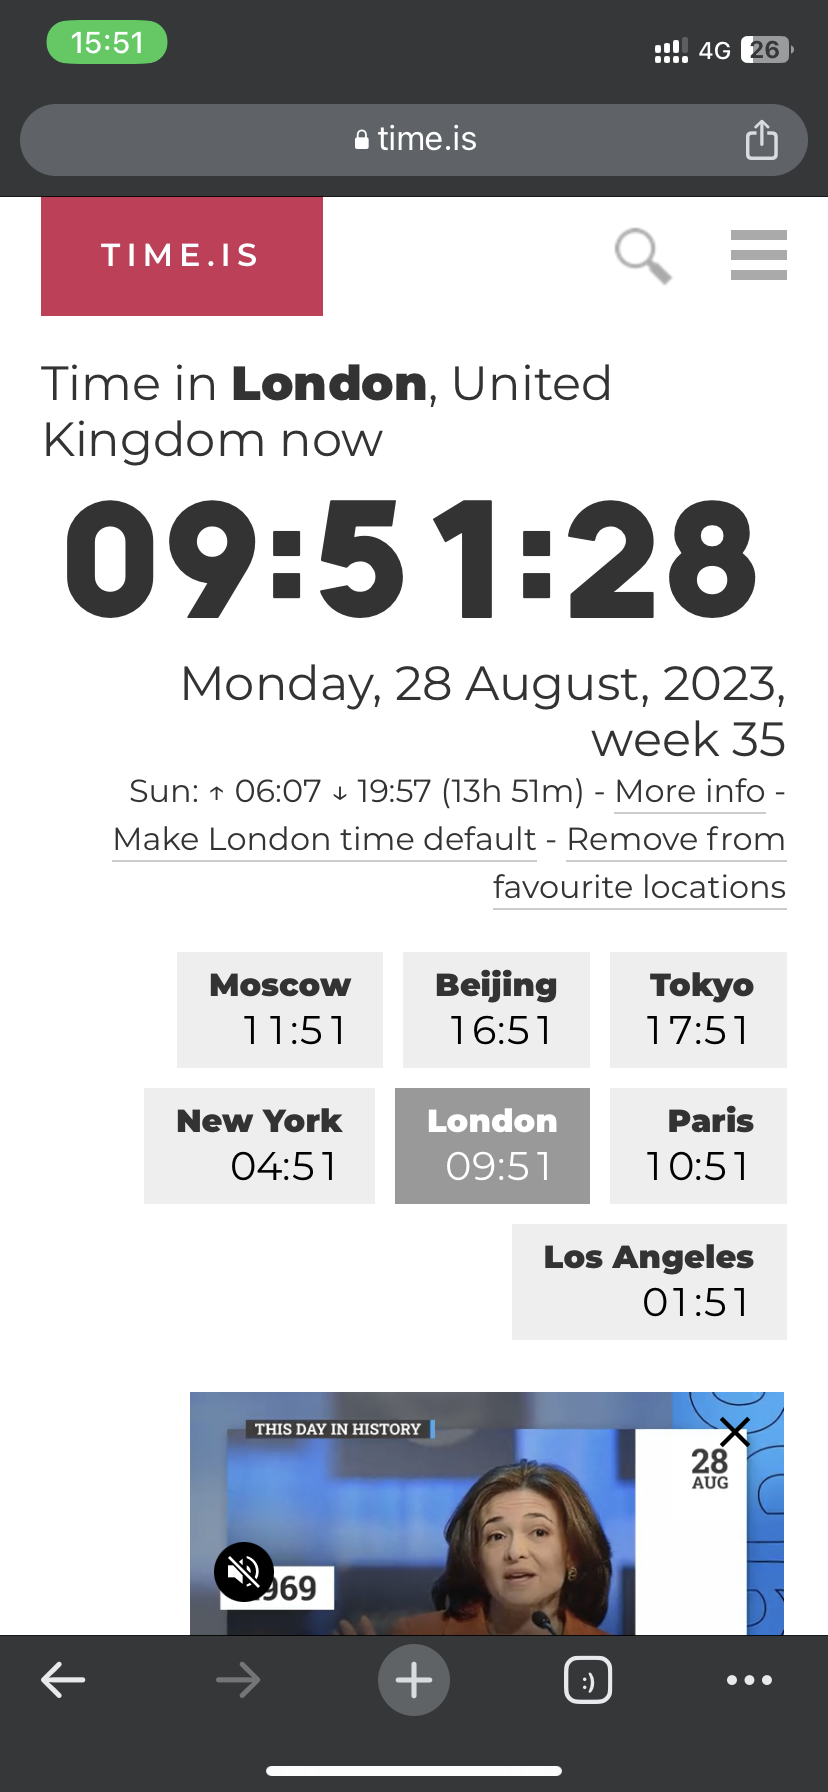 15:51
4G 26
time.is
TIME.IS
Time in London, United
Kingdom now
09:51:28
Monday, 28 August, 2023,
week 35
Sun: ↑ 06:07 ↓ 19:57 (13h 51m) - More info -
Make London time default - Remove from
favourite locations
Moscow
11:51
Beijing
16:51
Tokyo
17:51
New York
04:51
London
09:51
Paris
10:51
Los Angeles
01:51
THIS DAY IN HISTORY
28
AUG
969
:)